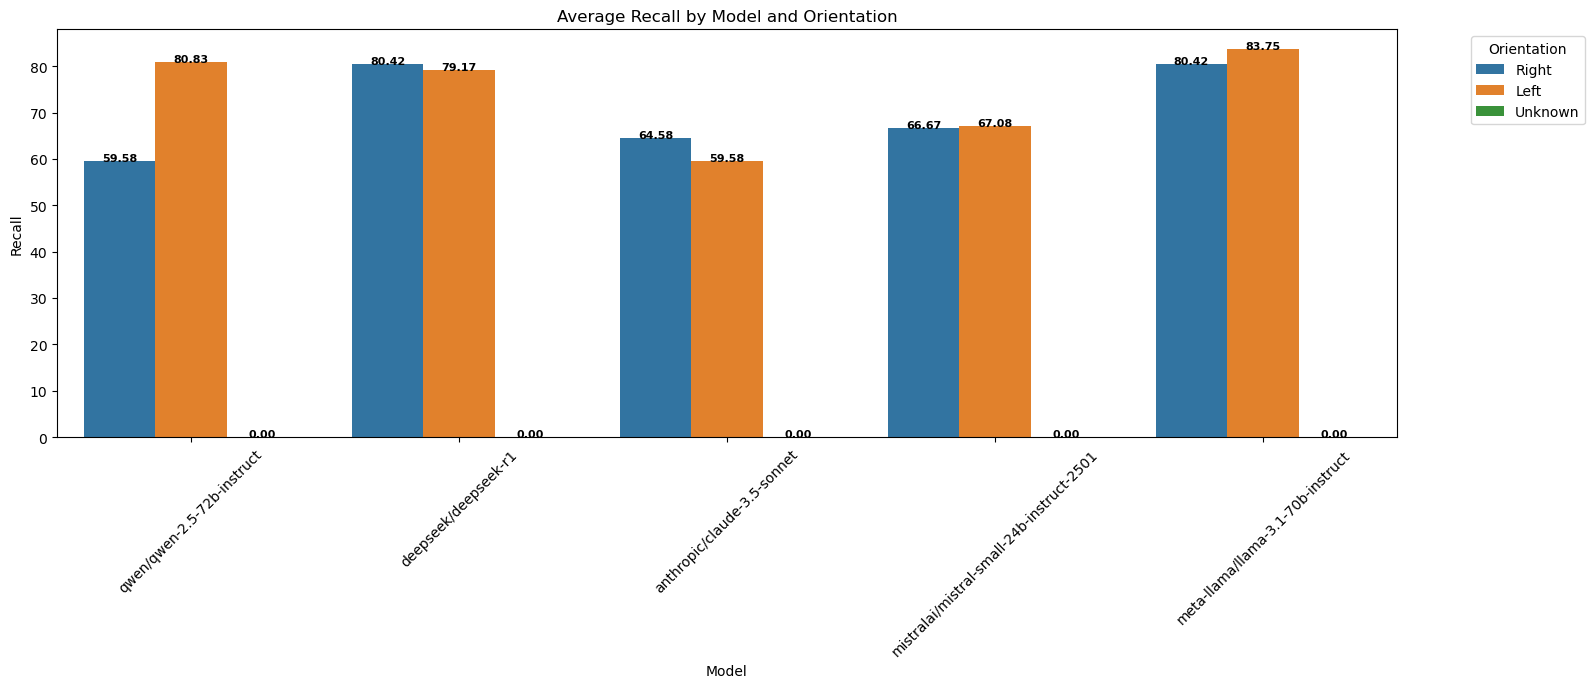 Average Recall by Model and Orientation
Recall
80
70
60
50
40
30
20
10
0
59.58
80.83
0.00
80.42
79.17
0.00
64.58
59.58
0.00
66.67
67.08
0.00
80.42
83.75
0.00
qwen/qwen-2.5-72b-instruct
deepseek/deepseek-r1
anthropic/claude-3.5-sonnet
mistralai/mistral-small-24b-instruct-2501
meta-llama/llama-3.1-70b-instruct
Model
Orientation
Right
Left
Unknown